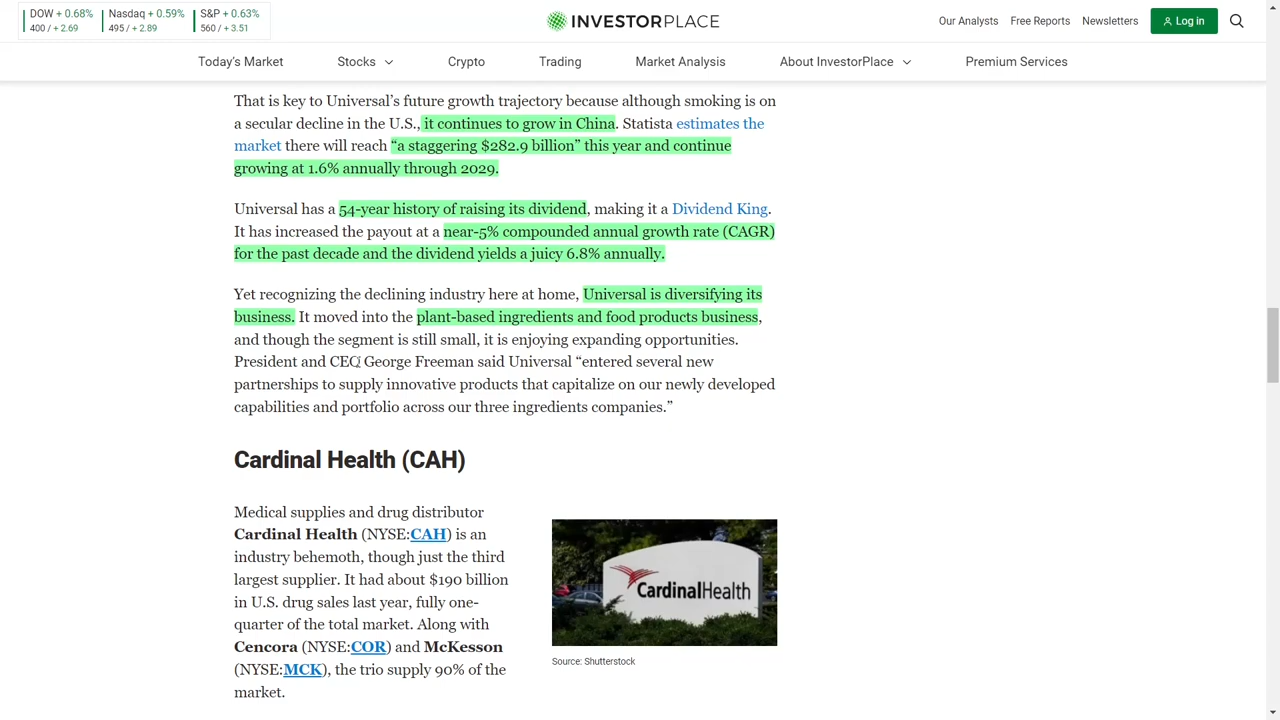 DOW + 0.68% Nasdaq + 0.59% S&P + 0.63%
400 / + 2.69 495 / + 2.89 560 / + 3.51
INVESTORPLACE
Our Analysts Free Reports Newsletters Log in
Today's Market Stocks Crypto Trading Market Analysis About InvestorPlace Premium Services
That is key to Universal's future growth trajectory because although smoking is on
a secular decline in the U.S., it continues to grow in China. Statista estimates the
market there will reach “a staggering $282.9 billion” this year and continue
growing at 1.6% annually through 2029.
Universal has a 54-year history of raising its dividend, making it a Dividend King.
It has increased the payout at a near-5% compounded annual growth rate (CAGR)
for the past decade and the dividend yields a juicy 6.8% annually.
Yet recognizing the declining industry here at home, Universal is diversifying its
business. It moved into the plant-based ingredients and food products business,
and though the segment is still small, it is enjoying expanding opportunities.
President and CEO George Freeman said Universal “entered several new
partnerships to supply innovative products that capitalize on our newly developed
capabilities and portfolio across our three ingredients companies.”
Cardinal Health (CAH)
Medical supplies and drug distributor
Cardinal Health (NYSE:CAH) is an
industry behemoth, though just the third
largest supplier. It had about $190 billion
in U.S. drug sales last year, fully one-
quarter of the total market. Along with
Cencora (NYSE:COR) and McKesson
(NYSE:MCK), the trio supply 90% of the
market.
CardinalHealth
Source: Shutterstock